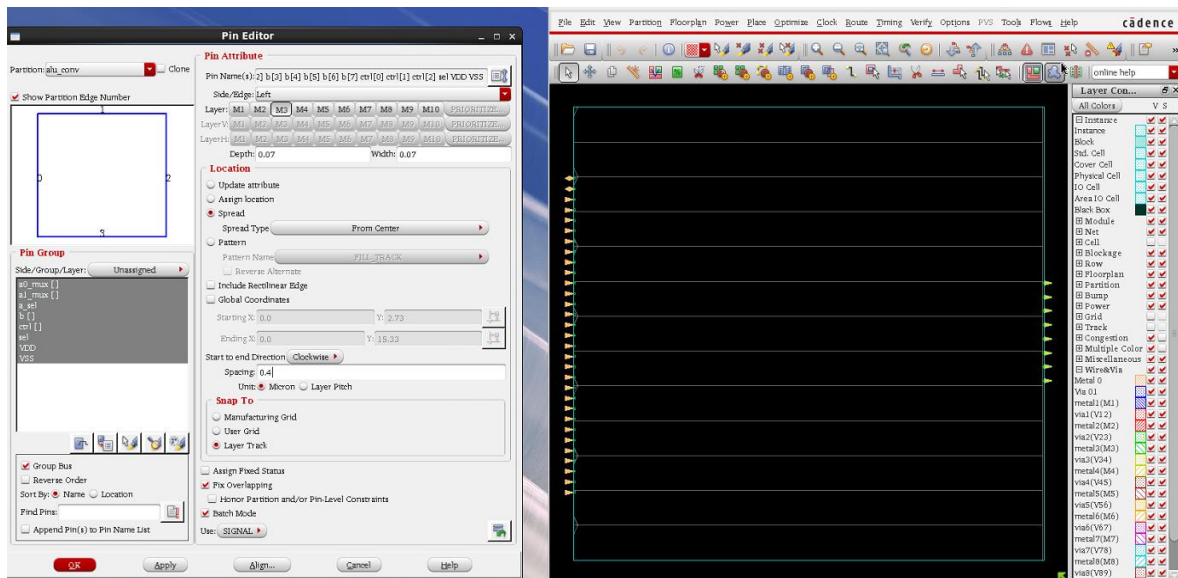 Pin Editor
Partition: alu_conv
Clone
Show Partition Edge Number
1
0
2
3
Pin Group
Side/Group/Layer: Unassigned
a0_mux [ ]
a1_mux [ ]
a_sel
b [ ]
ctrl [ ]
sel
VDD
VSS
Group Bus
Reverse Order
Sort By: Name Location
Find Pins:
Append Pin(s) to Pin Name List
Pin Attribute
Pin Name(s): 2] b[3] b[4] b[5] b[6] b[7] ctrl[0] ctrl[1] ctrl[2] sel VDD VSS
Side/Edge: Left
Layer: M1 M2 M3 M4 M5 M6 M7 M8 M9 M10 PRIORITIZE...
LayerV: M1 M2 M3 M4 M5 M6 M7 M8 M9 M10 PRIORITIZE...
LayerH: M1 M2 M3 M4 M5 M6 M7 M8 M9 M10 PRIORITIZE...
Depth: 0.07 Width: 0.07
Location
Update attribute
Assign location
Spread
Spread Type From Center
Pattern
Pattern Name FILL_TRACK
Reverse Alternate
Include Rectilinear Edge
Global Coordinates
Starting X: 0.0 Y: 2.73
Ending X: 0.0 Y: 15.33
Start to end Direction Clockwise
Spacing: 0.4
Unit: Micron Layer Pitch
Snap To
Manufacturing Grid
User Grid
Layer Track
Assign Fixed Status
Fix Overlapping
Honor Partition and/or Pin-Level Constraints
Batch Mode
Use: SIGNAL
OK Apply Align... Cancel Help
File Edit View Partition Floorplan Power Place Optimize Clock Route Timing Verify Options PVS Tools Flows Help cādence
online help
Layer Con...
All Colors V S
Instance
Instance
Block
Std. Cell
Cover Cell
Physical Cell
IO Cell
Area IO Cell
Black Box
Module
Net
Cell
Blockage
Row
Floorplan
Partition
Bump
Power
Grid
Track
Congestion
Multiple Color
Miscellaneous
Wire&Via
Metal 0
Via 01
metal1(M1)
via1(V12)
metal2(M2)
via2(V23)
metal3(M3)
via3(V34)
metal4(M4)
via4(V45)
metal5(M5)
via5(V56)
metal6(M6)
via6(V67)
metal7(M7)
via7(V78)
metal8(M8)
via8(V89)